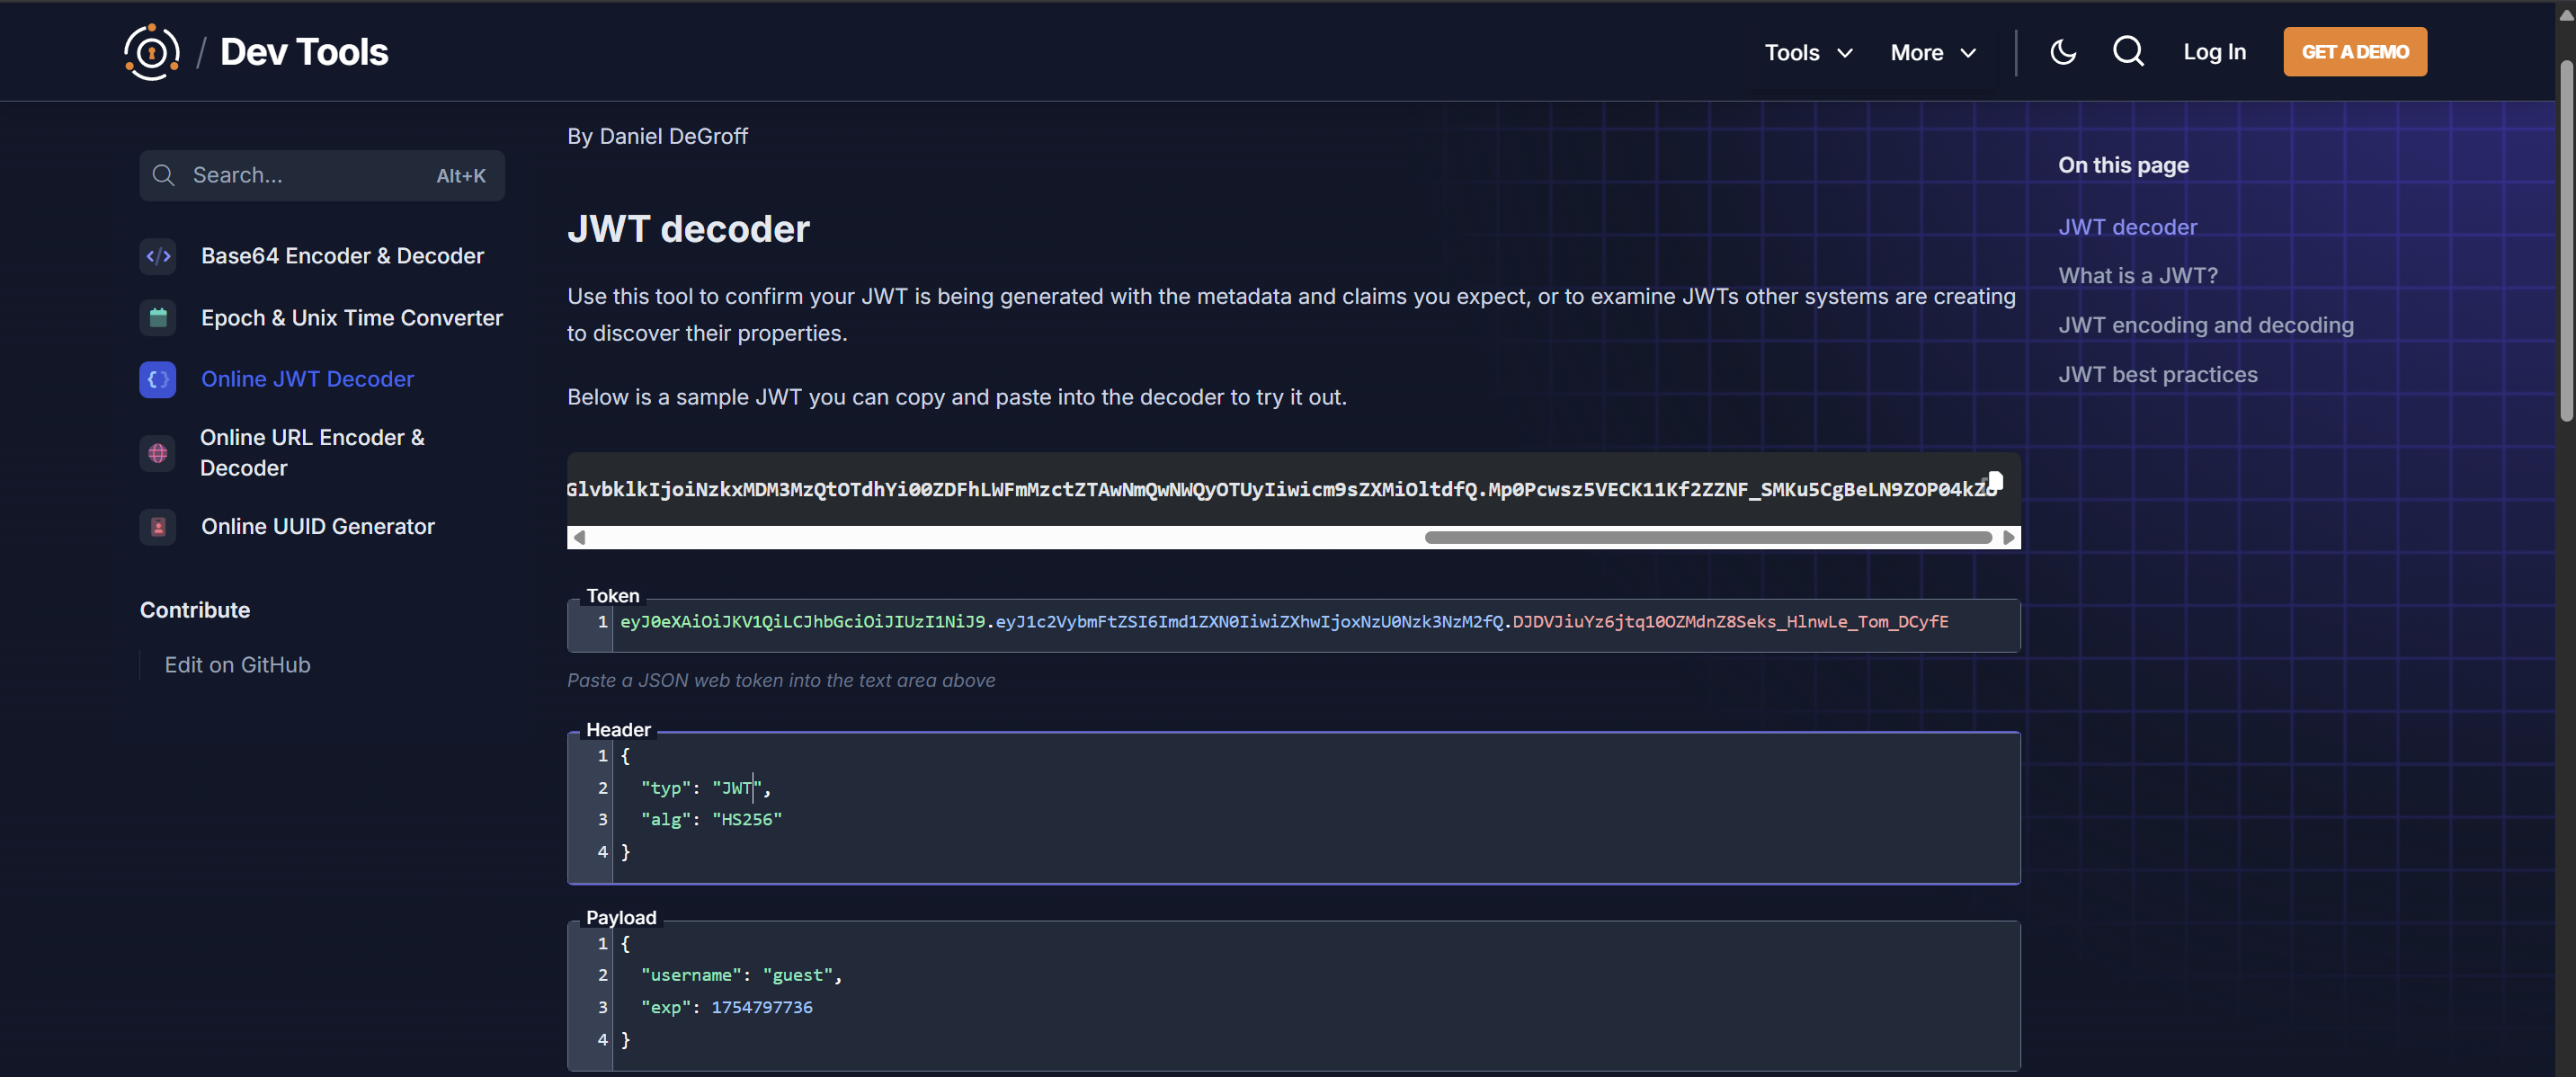 / Dev Tools
Tools
More
Log In
GET A DEMO
Search...
Alt+K
Base64 Encoder & Decoder
Epoch & Unix Time Converter
Online JWT Decoder
Online URL Encoder &
Decoder
Online UUID Generator
Contribute
Edit on GitHub
By Daniel DeGroff
JWT decoder
Use this tool to confirm your JWT is being generated with the metadata and claims you expect, or to examine JWTs other systems are creating
to discover their properties.
Below is a sample JWT you can copy and paste into the decoder to try it out.
GlvbklkIjoiNzkxMDM3MzQtOTdhYi00ZDFhLWFmMzctZTAwNmQwNWQyOTUyIiwicm9sZXMiOltdfQ.Mp0Pcwsz5VECK11Kf2ZZNF_SMKu5CgBeLN9ZOP04kZo
Token
1 eyJ0eXAiOiJKV1QiLCJhbGciOiJIUzI1NiJ9.eyJ1c2VybmFtZSI6Imd1ZXN0IiwiZXhwIjoxNzU0Nzk3NzM2fQ.DJDVJiuYz6jtq10OZMdnZ8Seks_HlnwLe_Tom_DCyfE
Paste a JSON web token into the text area above
Header
1 {
2 "typ": "JWT",
3 "alg": "HS256"
4 }
Payload
1 {
2 "username": "guest",
3 "exp": 1754797736
4 }
On this page
JWT decoder
What is a JWT?
JWT encoding and decoding
JWT best practices